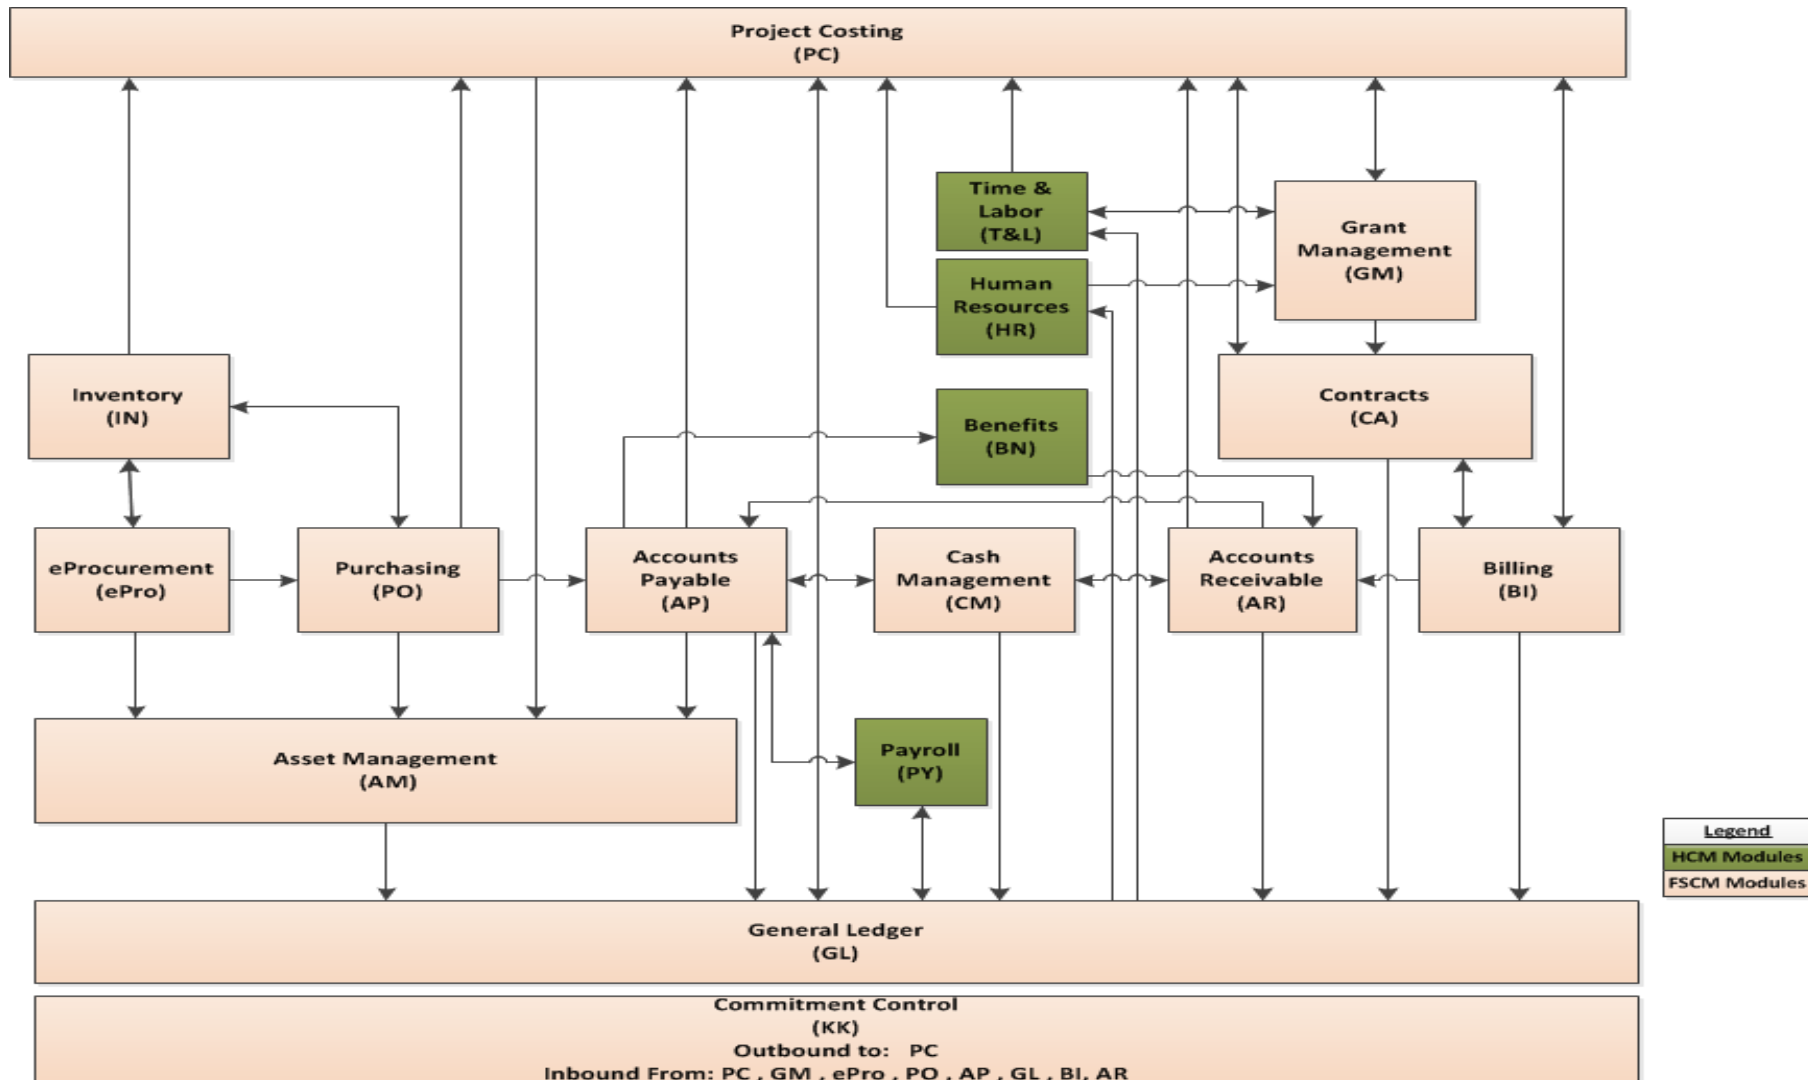 Project Costing
(PC)
Time &
Labor
(T&L)
Grant
Management
(GM)
Human
Resources
(HR)
Inventory
(IN)
Contracts
(CA)
Benefits
(BN)
eProcurement
(ePro)
Purchasing
(PO)
Accounts
Payable
(AP)
Cash
Management
(CM)
Accounts
Receivable
(AR)
Billing
(BI)
Asset Management
(AM)
Payroll
(PY)
Legend
HCM Modules
FSCM Modules
General Ledger
(GL)
Commitment Control
(KK)
Outbound to: PC
Inbound From: PC , GM , ePro , PO , AP , GL , BI, AR